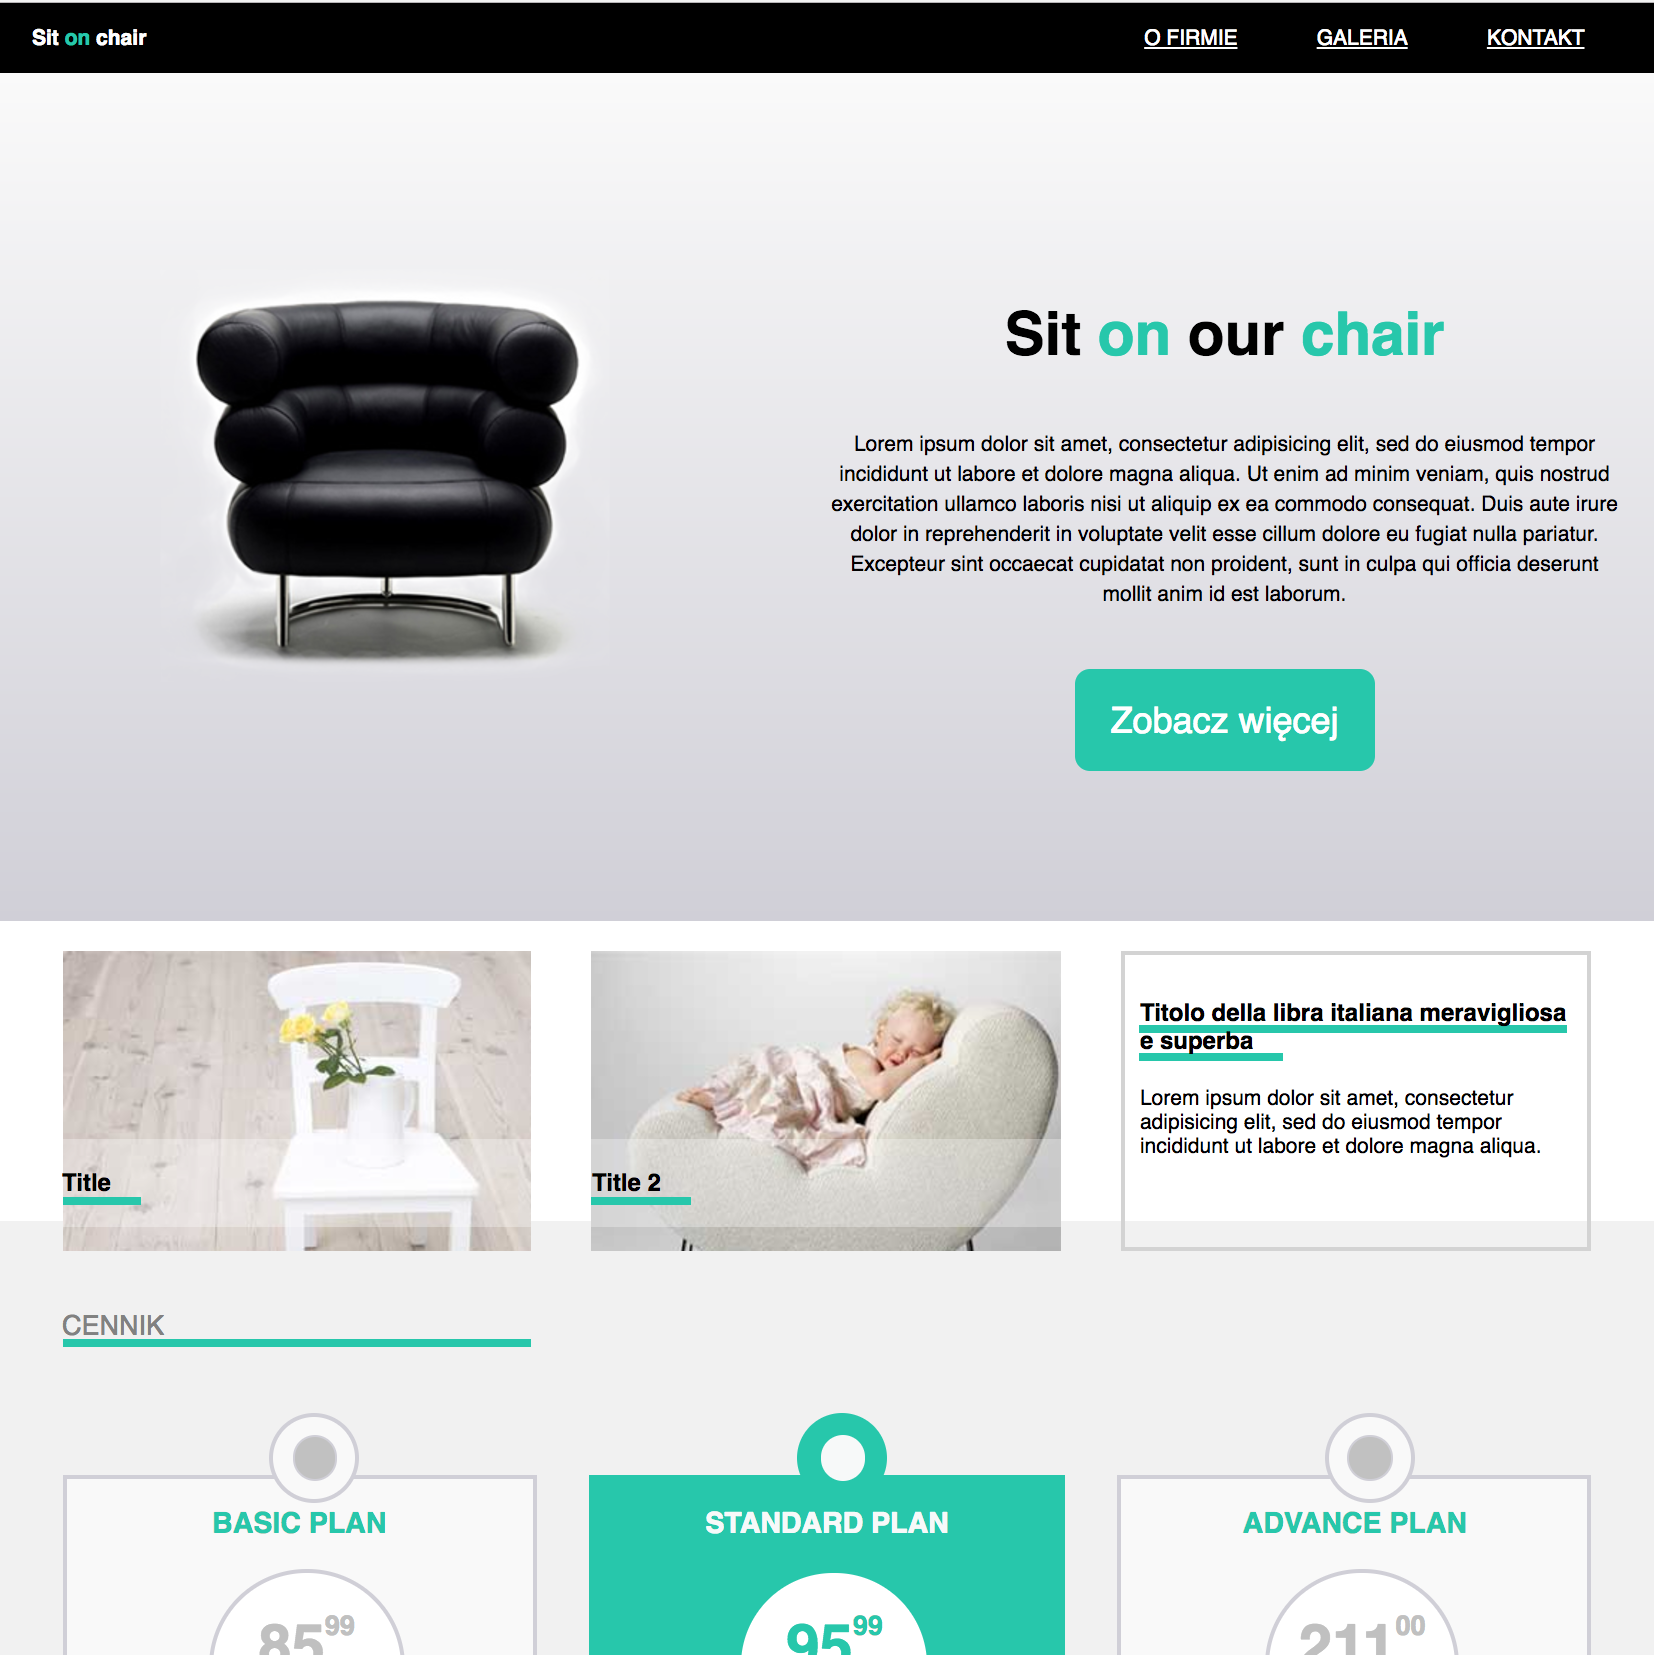 Sit on chair
O FIRMIE GALERIA KONTAKT
Sit on our chair
Lorem ipsum dolor sit amet, consectetur adipisicing elit, sed do eiusmod tempor
incididunt ut labore et dolore magna aliqua. Ut enim ad minim veniam, quis nostrud
exercitation ullamco laboris nisi ut aliquip ex ea commodo consequat. Duis aute irure
dolor in reprehenderit in voluptate velit esse cillum dolore eu fugiat nulla pariatur.
Excepteur sint occaecat cupidatat non proident, sunt in culpa qui officia deserunt
mollit anim id est laborum.
Zobacz więcej
Title
Title 2
Titolo della libra italiana meravigliosa
e superba
Lorem ipsum dolor sit amet, consectetur
adipisicing elit, sed do eiusmod tempor
incididunt ut labore et dolore magna aliqua.
CENNIK
BASIC PLAN
85 99
STANDARD PLAN
95 99
ADVANCE PLAN
211 00